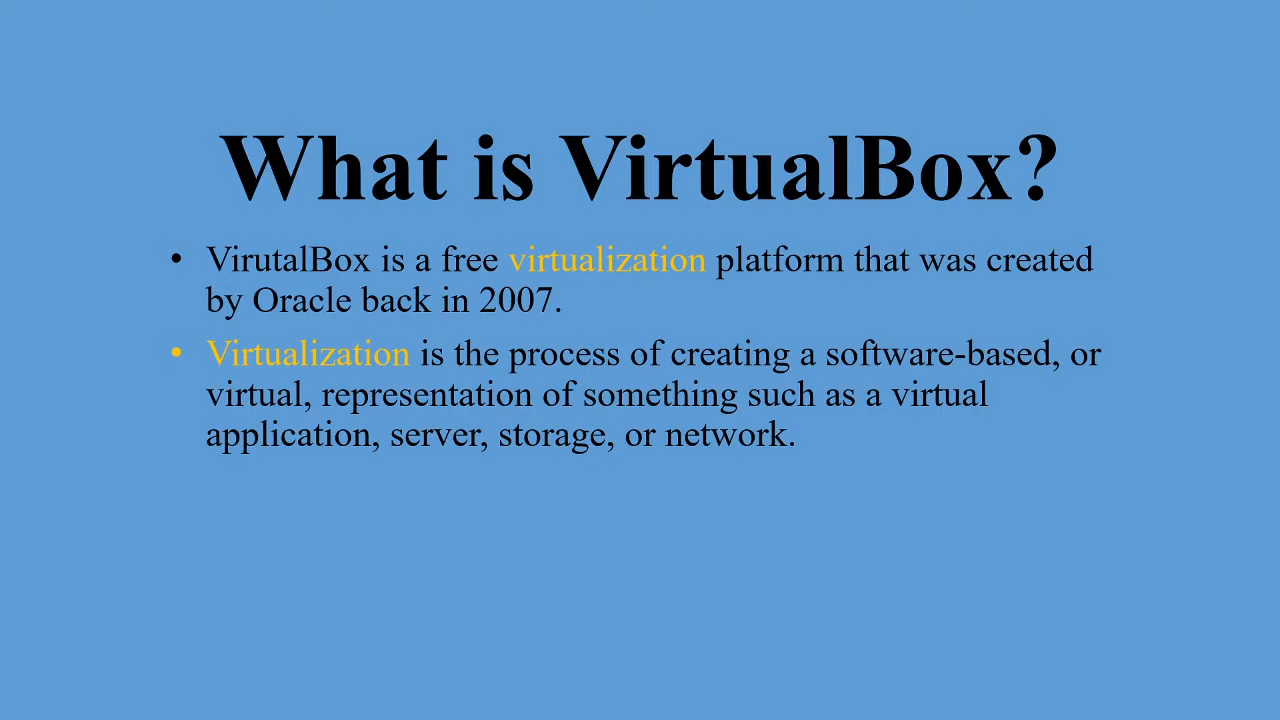 What is VirtualBox?
• VirutalBox is a free virtualization platform that was created
by Oracle back in 2007.
• Virtualization is the process of creating a software-based, or
virtual, representation of something such as a virtual
application, server, storage, or network.